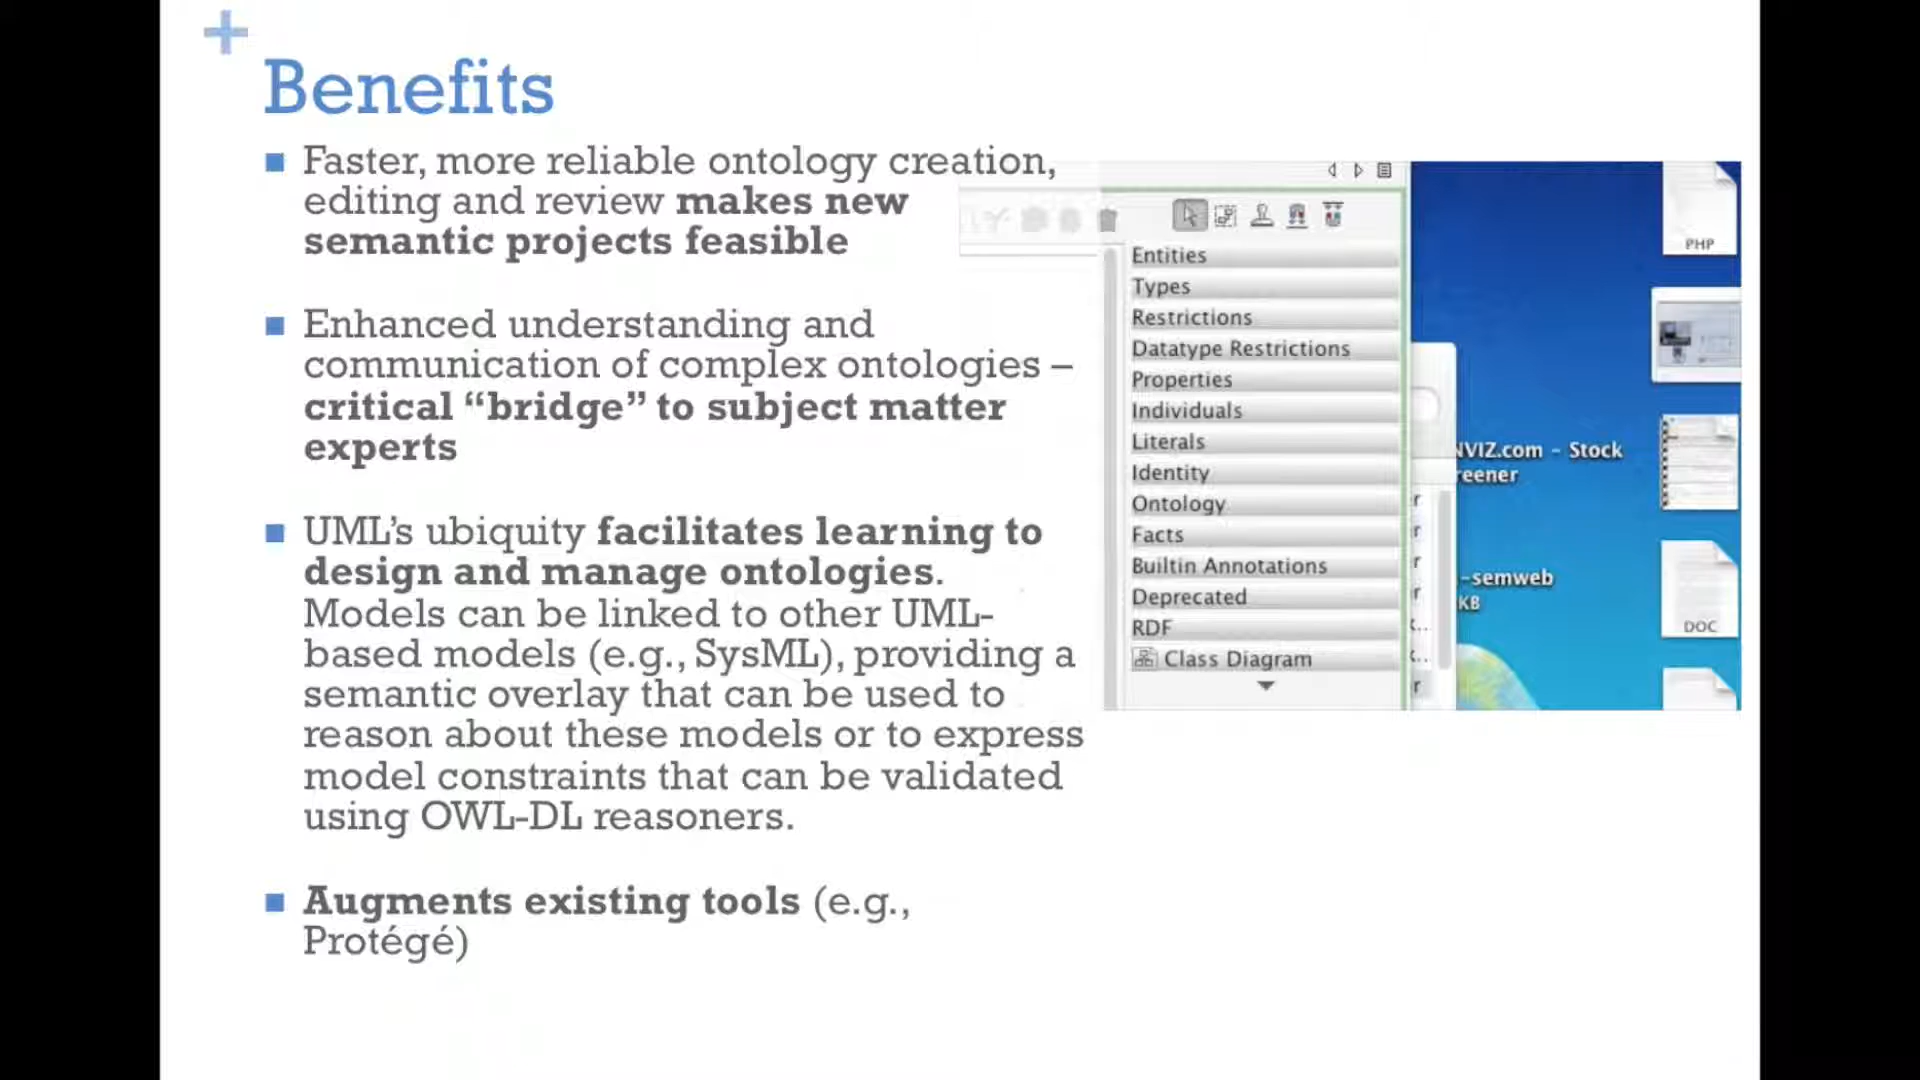 +
Benefits
■ Faster, more reliable ontology creation,
editing and review makes new
semantic projects feasible
■ Enhanced understanding and
communication of complex ontologies –
critical “bridge” to subject matter
experts
■ UML’s ubiquity facilitates learning to
design and manage ontologies.
Models can be linked to other UML-
based models (e.g., SysML), providing a
semantic overlay that can be used to
reason about these models or to express
model constraints that can be validated
using OWL-DL reasoners.
■ Augments existing tools (e.g.,
Protégé)
Entities
Types
Restrictions
Datatype Restrictions
Properties
Individuals
Literals
Identity
Ontology
Facts
Builtin Annotations
Deprecated
RDF
Class Diagram
PHP
NVIZ.com - Stock
reener
-semweb
KB
DOC